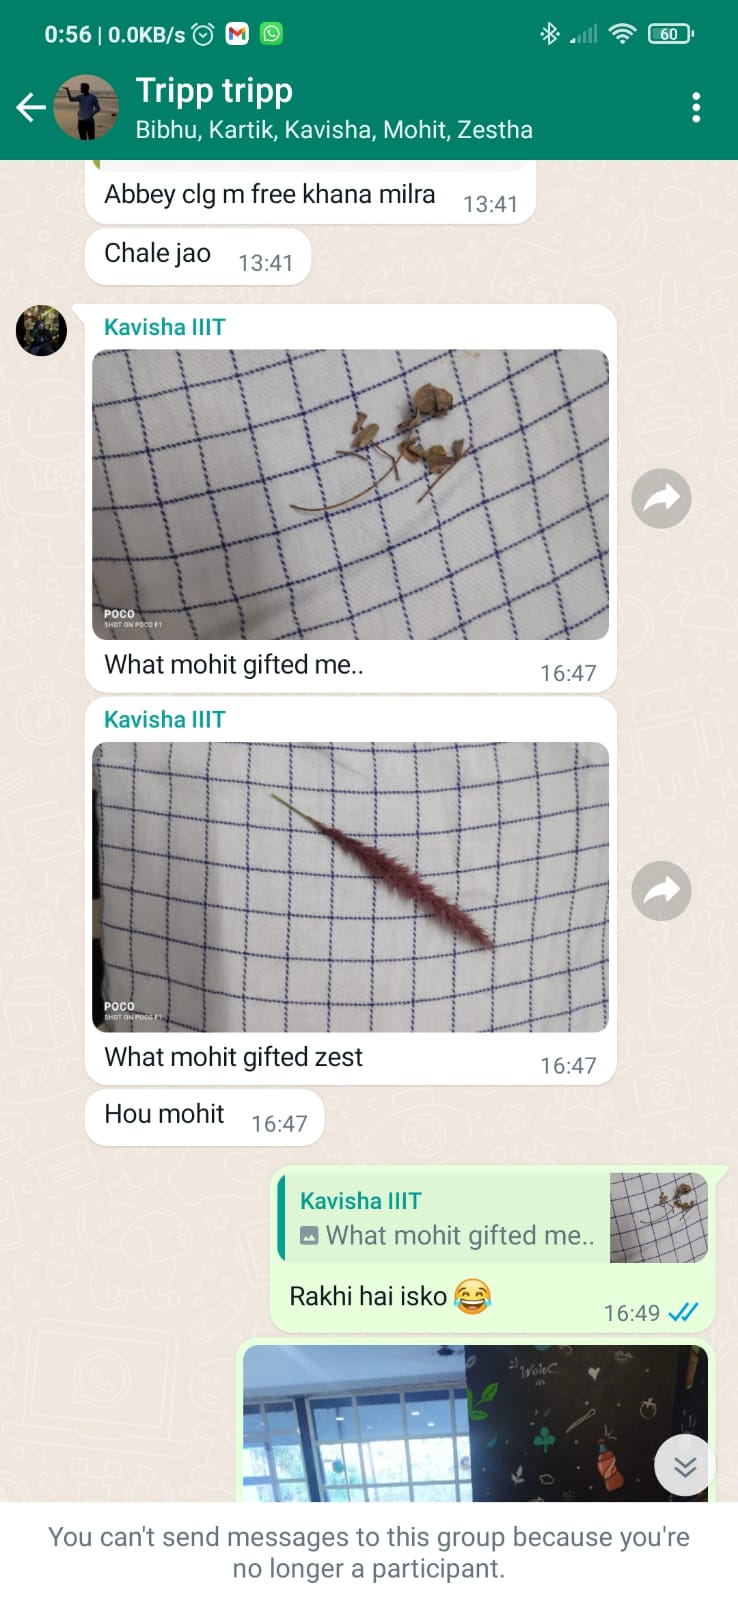 0:56 | 0.0KB/s
60
Tripp tripp
Bibhu, Kartik, Kavisha, Mohit, Zestha
Abbey clg m free khana milra 13:41
Chale jao 13:41
Kavisha IIIT
POCO
SHOT ON POCO F1
What mohit gifted me.. 16:47
Kavisha IIIT
POCO
SHOT ON POCO F1
What mohit gifted zest 16:47
Hou mohit 16:47
Kavisha IIIT
What mohit gifted me..
Rakhi hai isko 😂 16:49
WOW
You can't send messages to this group because you're
no longer a participant.